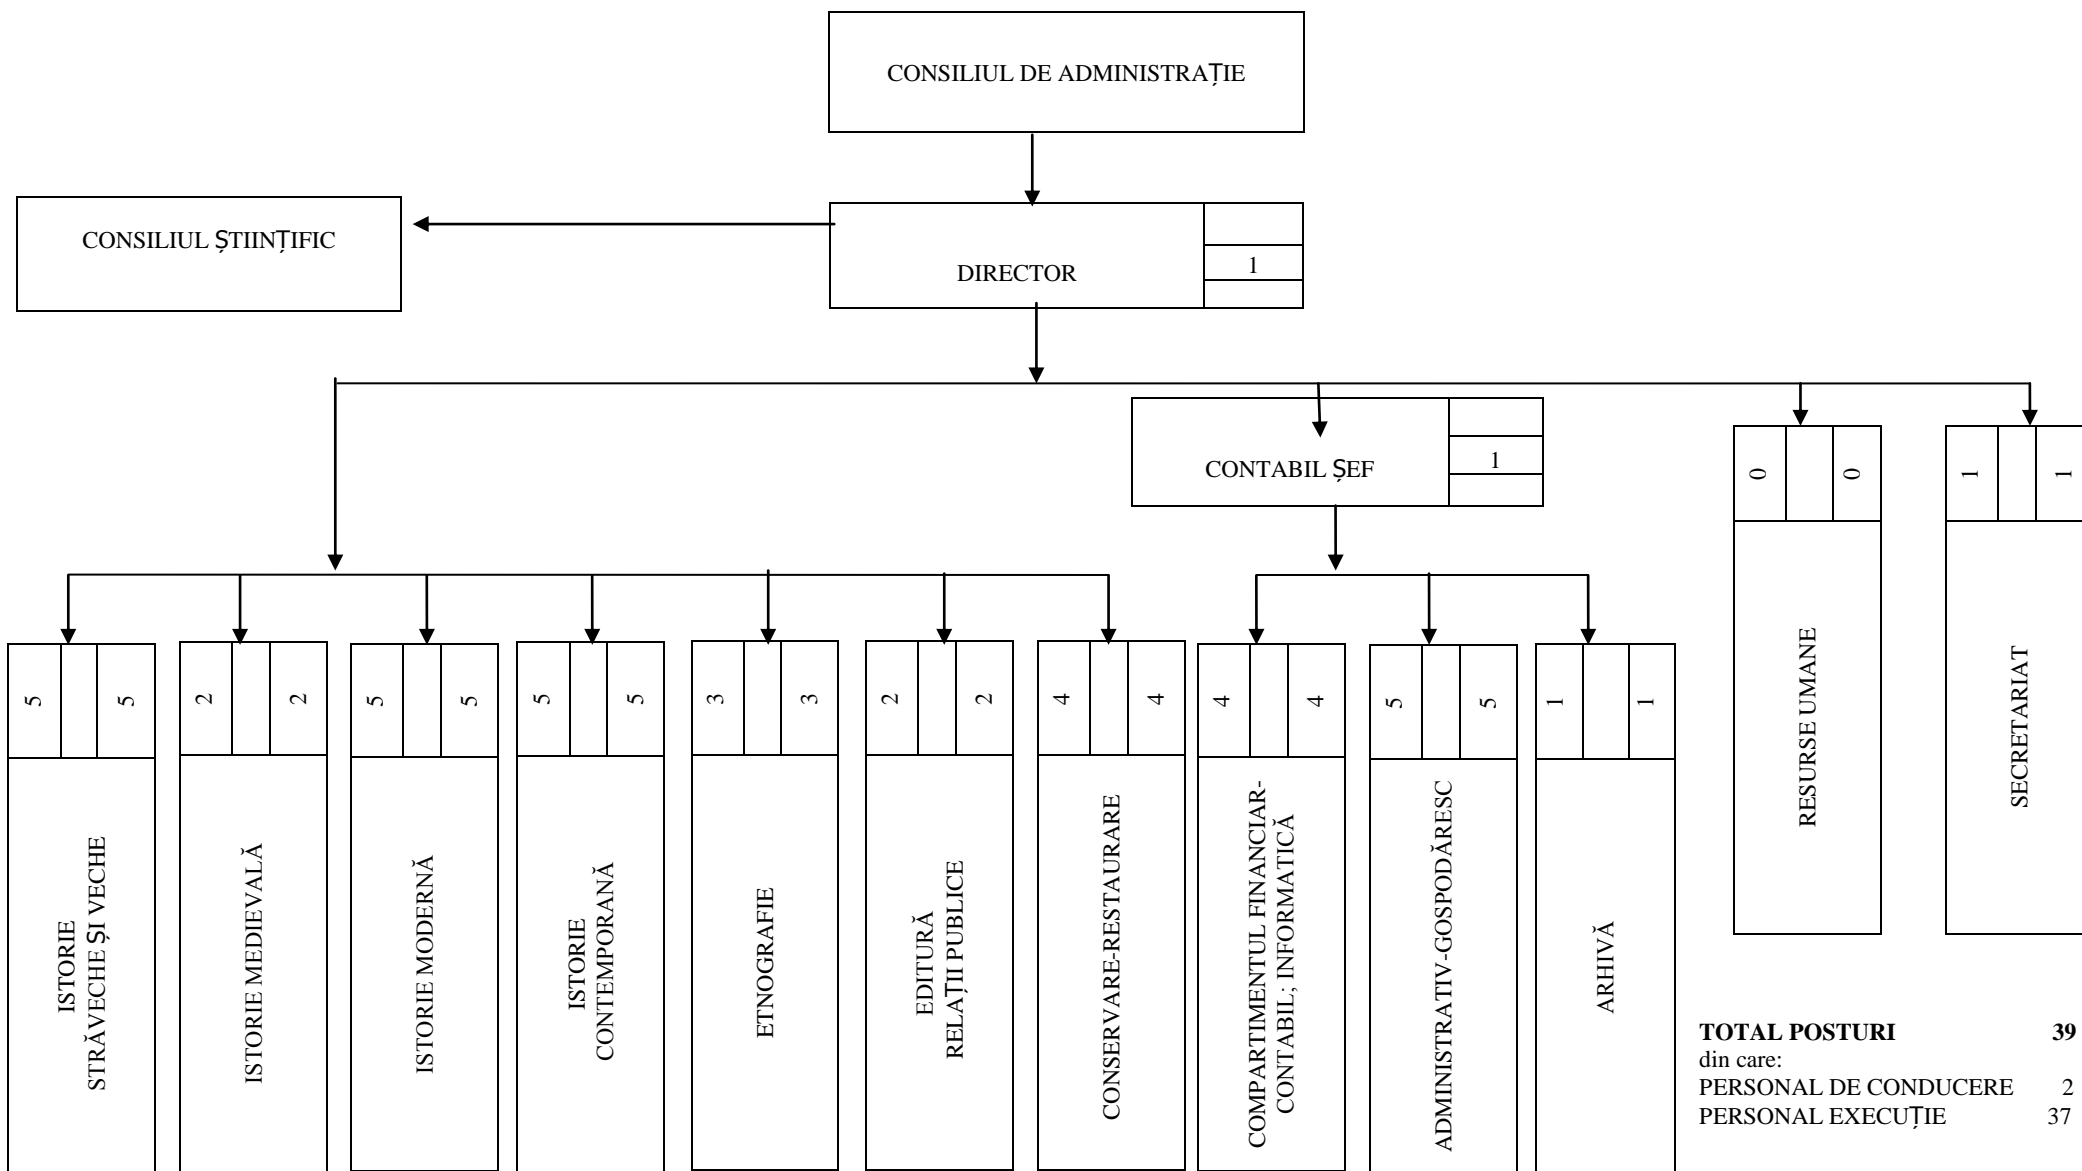 CONSILIUL DE ADMINISTRAȚIE
CONSILIUL ȘTIINȚIFIC
DIRECTOR
1
CONTABIL ȘEF
1
0 0
RESURSE UMANE
1 1
SECRETARIAT
5 5
ISTORIE
STRĂVECHE ȘI VECHE
2 2
ISTORIE MEDIEVALĂ
5 5
ISTORIE MODERNĂ
5 5
ISTORIE
CONTEMPORANĂ
3 3
ETNOGRAFIE
2 2
EDITURĂ
RELAȚII PUBLICE
4 4
CONSERVARE-RESTAURARE
4 4
COMPARTIMENTUL FINANCIAR-
CONTABIL; INFORMATICĂ
5 5
ADMINISTRATIV-GOSPODĂRESC
1 1
ARHIVĂ
TOTAL POSTURI 39
din care:
PERSONAL DE CONDUCERE 2
PERSONAL EXECUȚIE 37